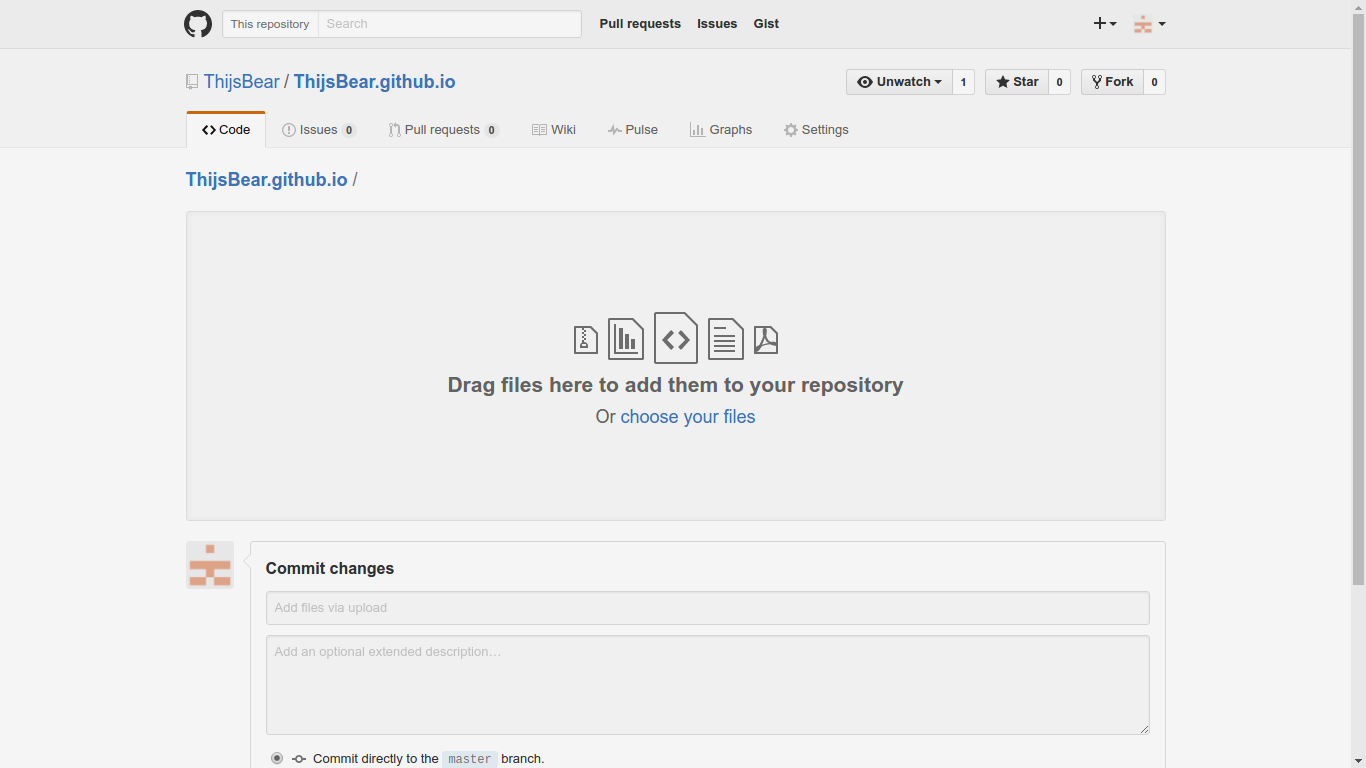 This repository Search Pull requests Issues Gist
ThijsBear / ThijsBear.github.io Unwatch 1 Star 0 Fork 0
Code Issues 0 Pull requests 0 Wiki Pulse Graphs Settings
ThijsBear.github.io /
Drag files here to add them to your repository
Or choose your files
Commit changes
Add files via upload
Add an optional extended description…
Commit directly to the master branch.